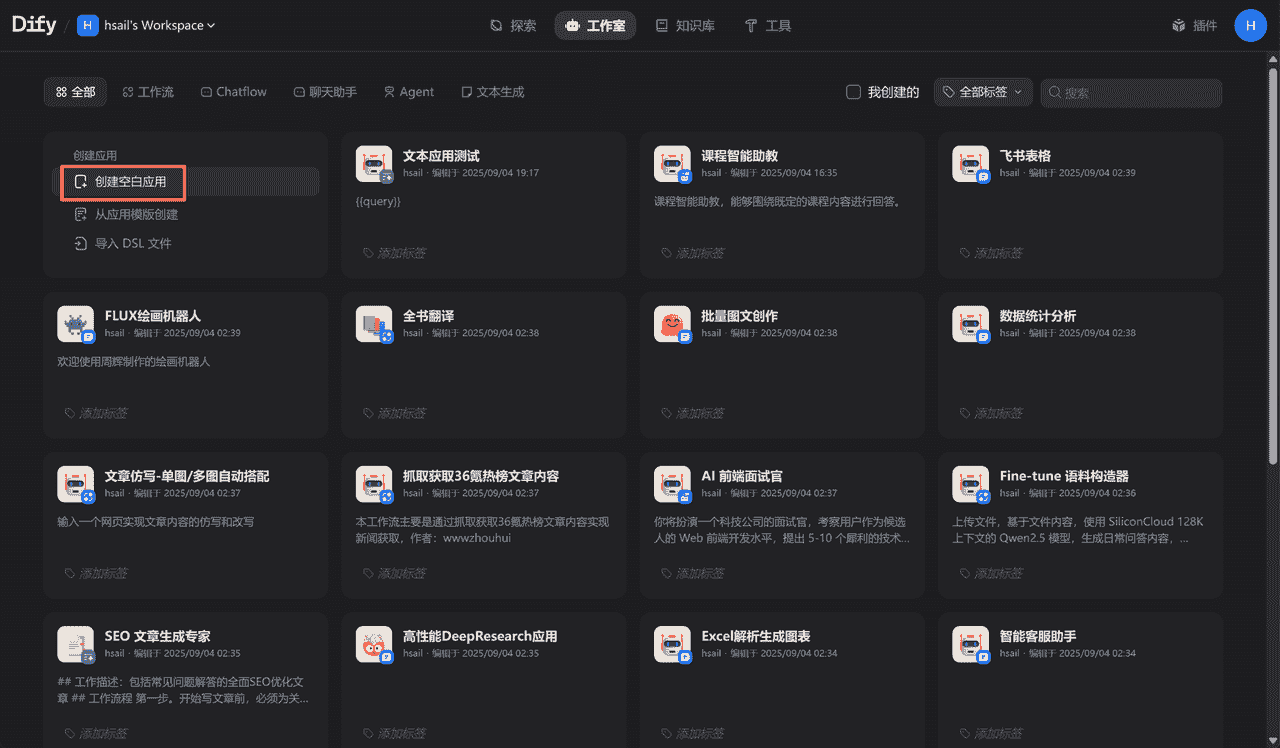 Dify / H hsail's Workspace
探索 工作室 知识库 工具
插件 H
全部 工作流 Chatflow 聊天助手 Agent 文本生成
我创建的 全部标签 搜索
创建应用
创建空白应用
从应用模版创建
导入 DSL 文件
文本应用测试
hsail · 编辑于 2025/09/04 19:17
{{query}}
添加标签
课程智能助教
hsail · 编辑于 2025/09/04 16:35
课程智能助教，能够围绕既定的课程内容进行回答。
添加标签
飞书表格
hsail · 编辑于 2025/09/04 02:39
添加标签
FLUX绘画机器人
hsail · 编辑于 2025/09/04 02:39
欢迎使用周辉制作的绘画机器人
添加标签
全书翻译
hsail · 编辑于 2025/09/04 02:38
添加标签
批量图文创作
hsail · 编辑于 2025/09/04 02:38
添加标签
数据统计分析
hsail · 编辑于 2025/09/04 02:38
添加标签
文章仿写-单图/多图自动搭配
hsail · 编辑于 2025/09/04 02:37
输入一个网页实现文章内容的仿写和改写
添加标签
抓取获取36氪热榜文章内容
hsail · 编辑于 2025/09/04 02:37
本工作流主要是通过抓取获取36氪热榜文章内容实现
新闻获取，作者：wwwzhouhui
添加标签
AI 前端面试官
hsail · 编辑于 2025/09/04 02:37
你将扮演一个科技公司的面试官，考察用户作为候选
人的 Web 前端开发水平，提出 5-10 个犀利的技术...
添加标签
Fine-tune 语料构造器
hsail · 编辑于 2025/09/04 02:36
上传文件，基于文件内容，使用 SiliconCloud 128K
上下文的 Qwen2.5 模型，生成日常问答内容，...
添加标签
SEO 文章生成专家
hsail · 编辑于 2025/09/04 02:35
## 工作描述：包括常见问题解答的全面SEO优化文
章 ## 工作流程 第一步。开始写文章前，必须为关...
添加标签
高性能DeepResearch应用
hsail · 编辑于 2025/09/04 02:35
添加标签
Excel解析生成图表
hsail · 编辑于 2025/09/04 02:34
添加标签
智能客服助手
hsail · 编辑于 2025/09/04 02:34
添加标签